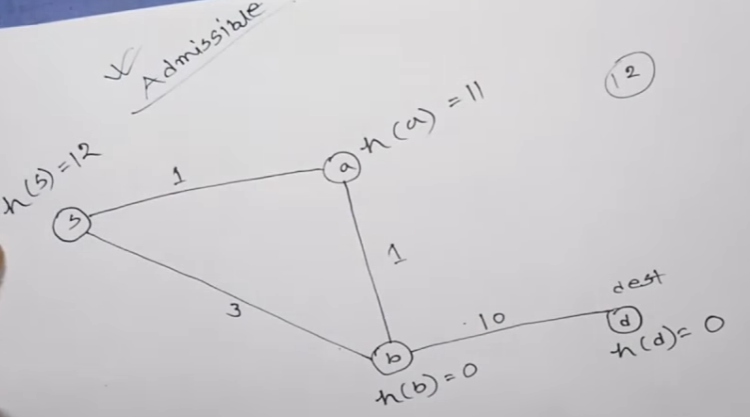 Admissible
12
h(a) = 11
h(s)=12
1
a
s
1
3
dest
10
d
b
h(d)= 0
h(b)=0